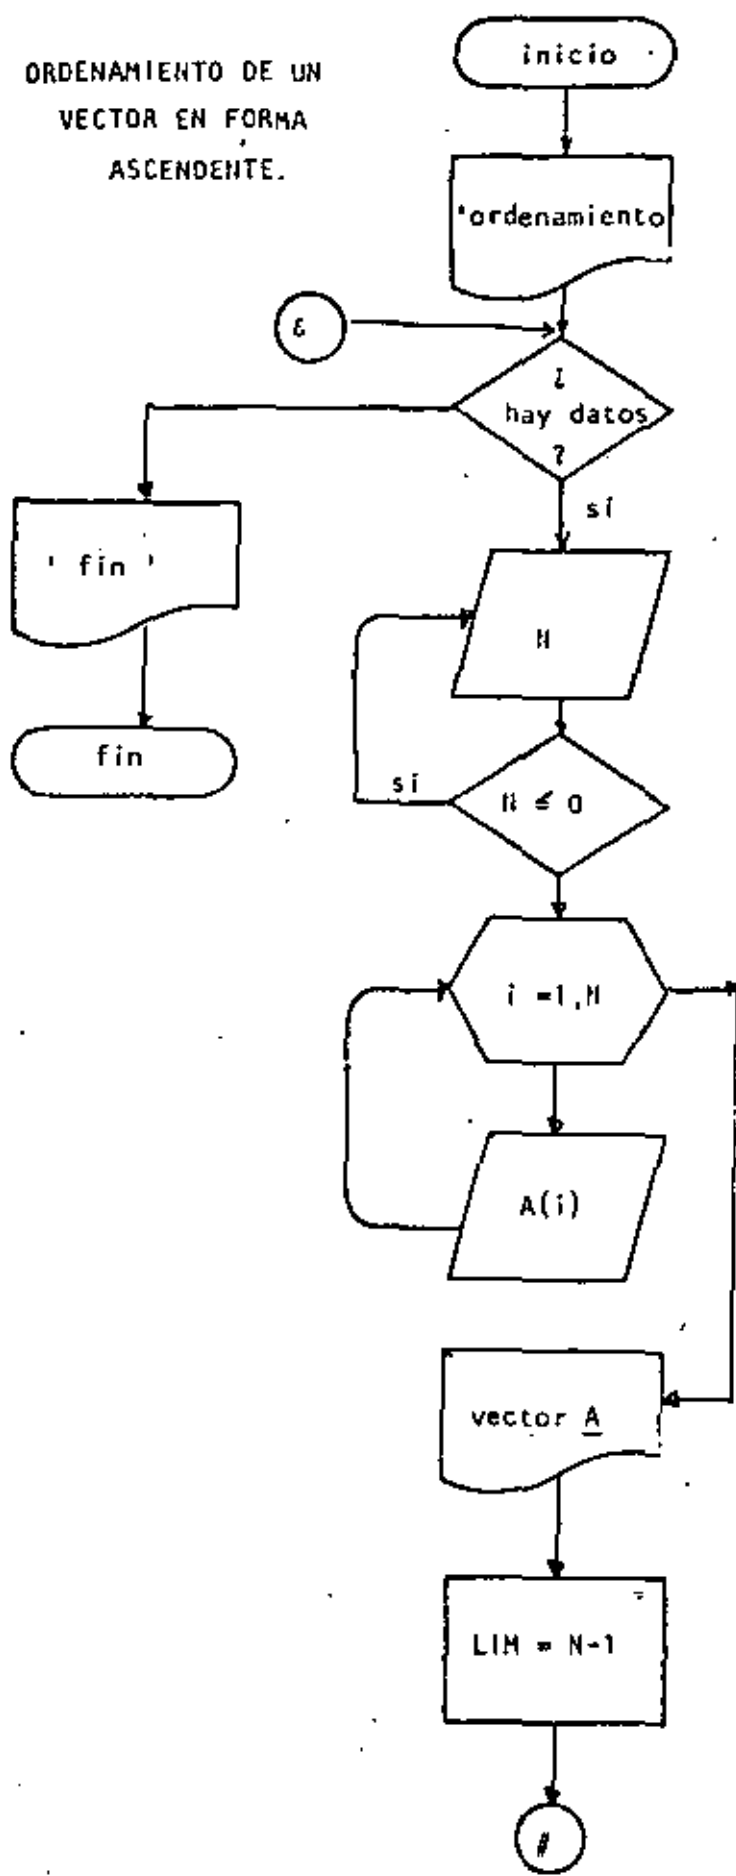 ORDENAMIENTO DE UN
VECTOR EN FORMA
ASCENDENTE.
inicio
'ordenamiento
&
¿
hay datos
?
sí
' fin '
fin
N
sí
N ≤ 0
i =1,N
A(i)
vector A
LIM = N-1
#